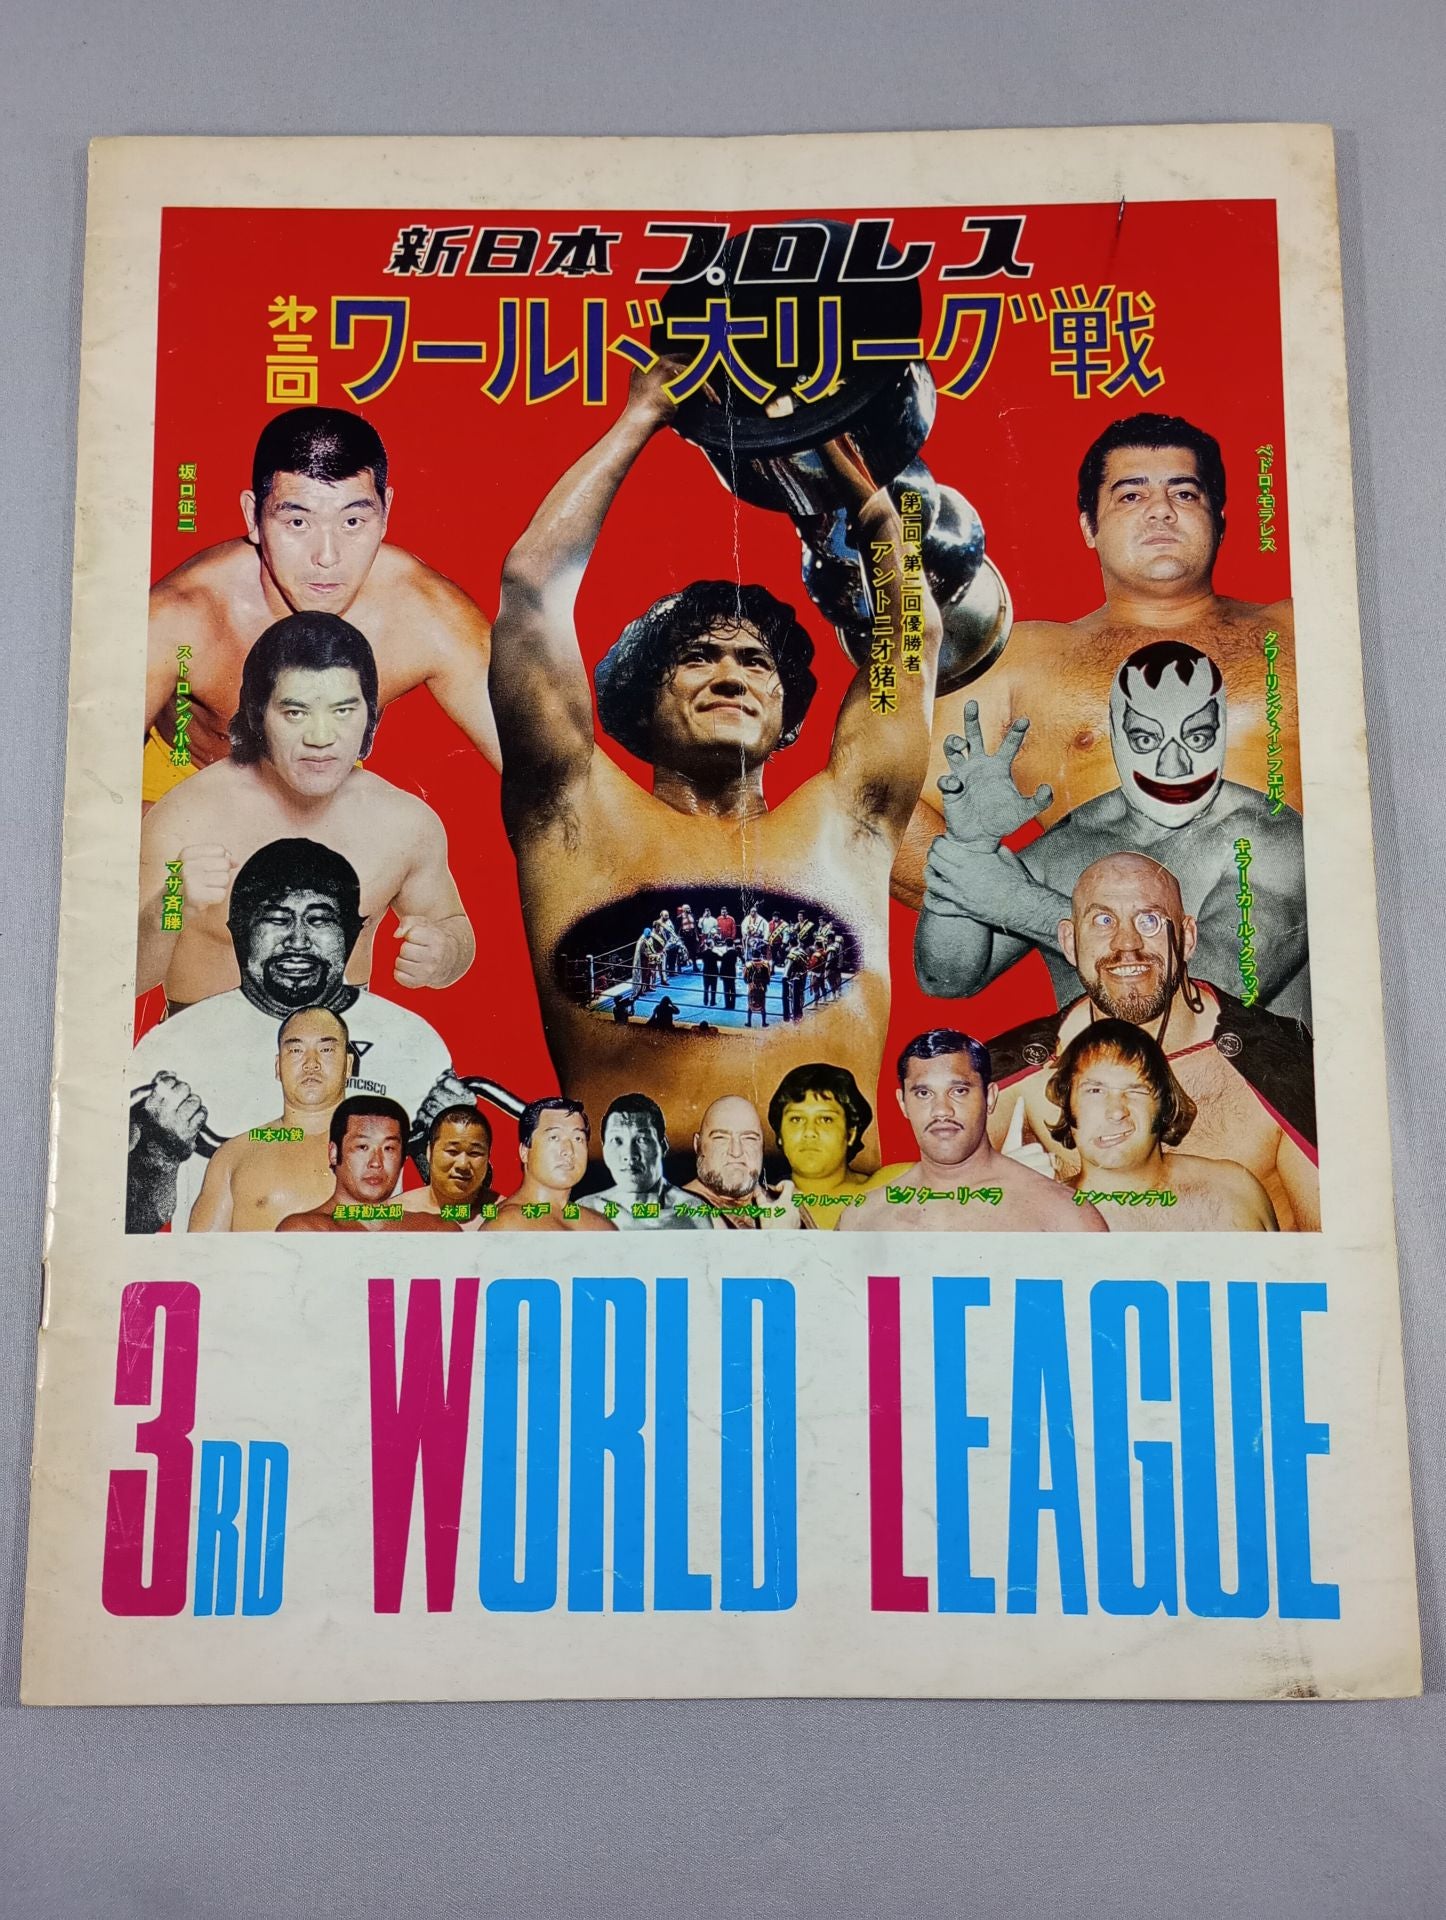 新日本プロレス
第三回
ワールド大リーグ戦
坂口征二
ストロング小林
マサ斉藤
第一回、第二回優勝者
アントニオ猪木
ペドロ・モラレス
タワーリング・インフェルノ
キラー・カール・クラップ
山本小鉄
星野勘太郎
永源 遙
木戸 修
朴 松男
ブッチャー・バション
ラウル・マタ
ビクター・リベラ
ケン・マンテル
ANCISCO
3RD WORLD LEAGUE